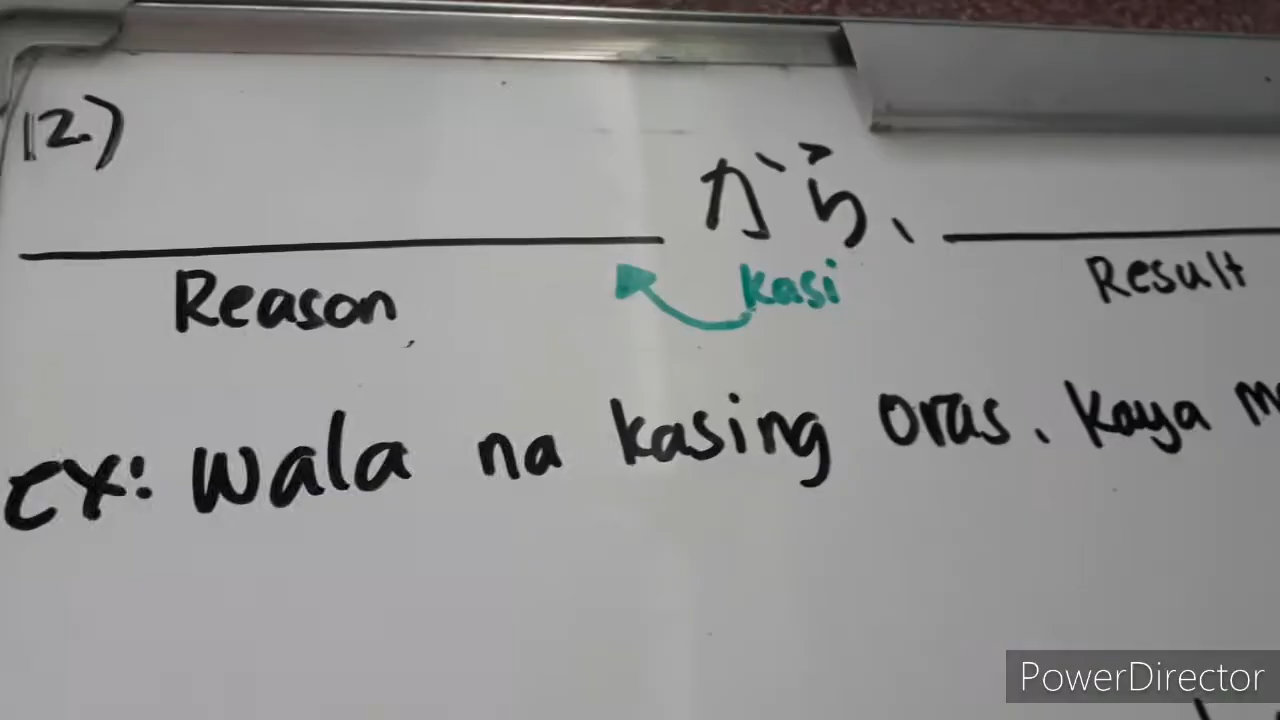 12)
から、
Reason kasi Result
ex: wala na kasing oras. Kaya
PowerDirector